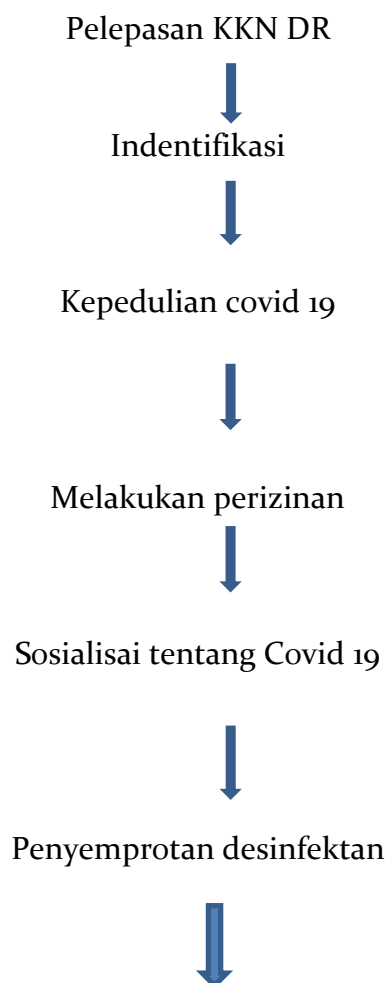 Pelepasan KKN DR
Indentifikasi
Kepedulian covid 19
Melakukan perizinan
Sosialisai tentang Covid 19
Penyemprotan desinfektan